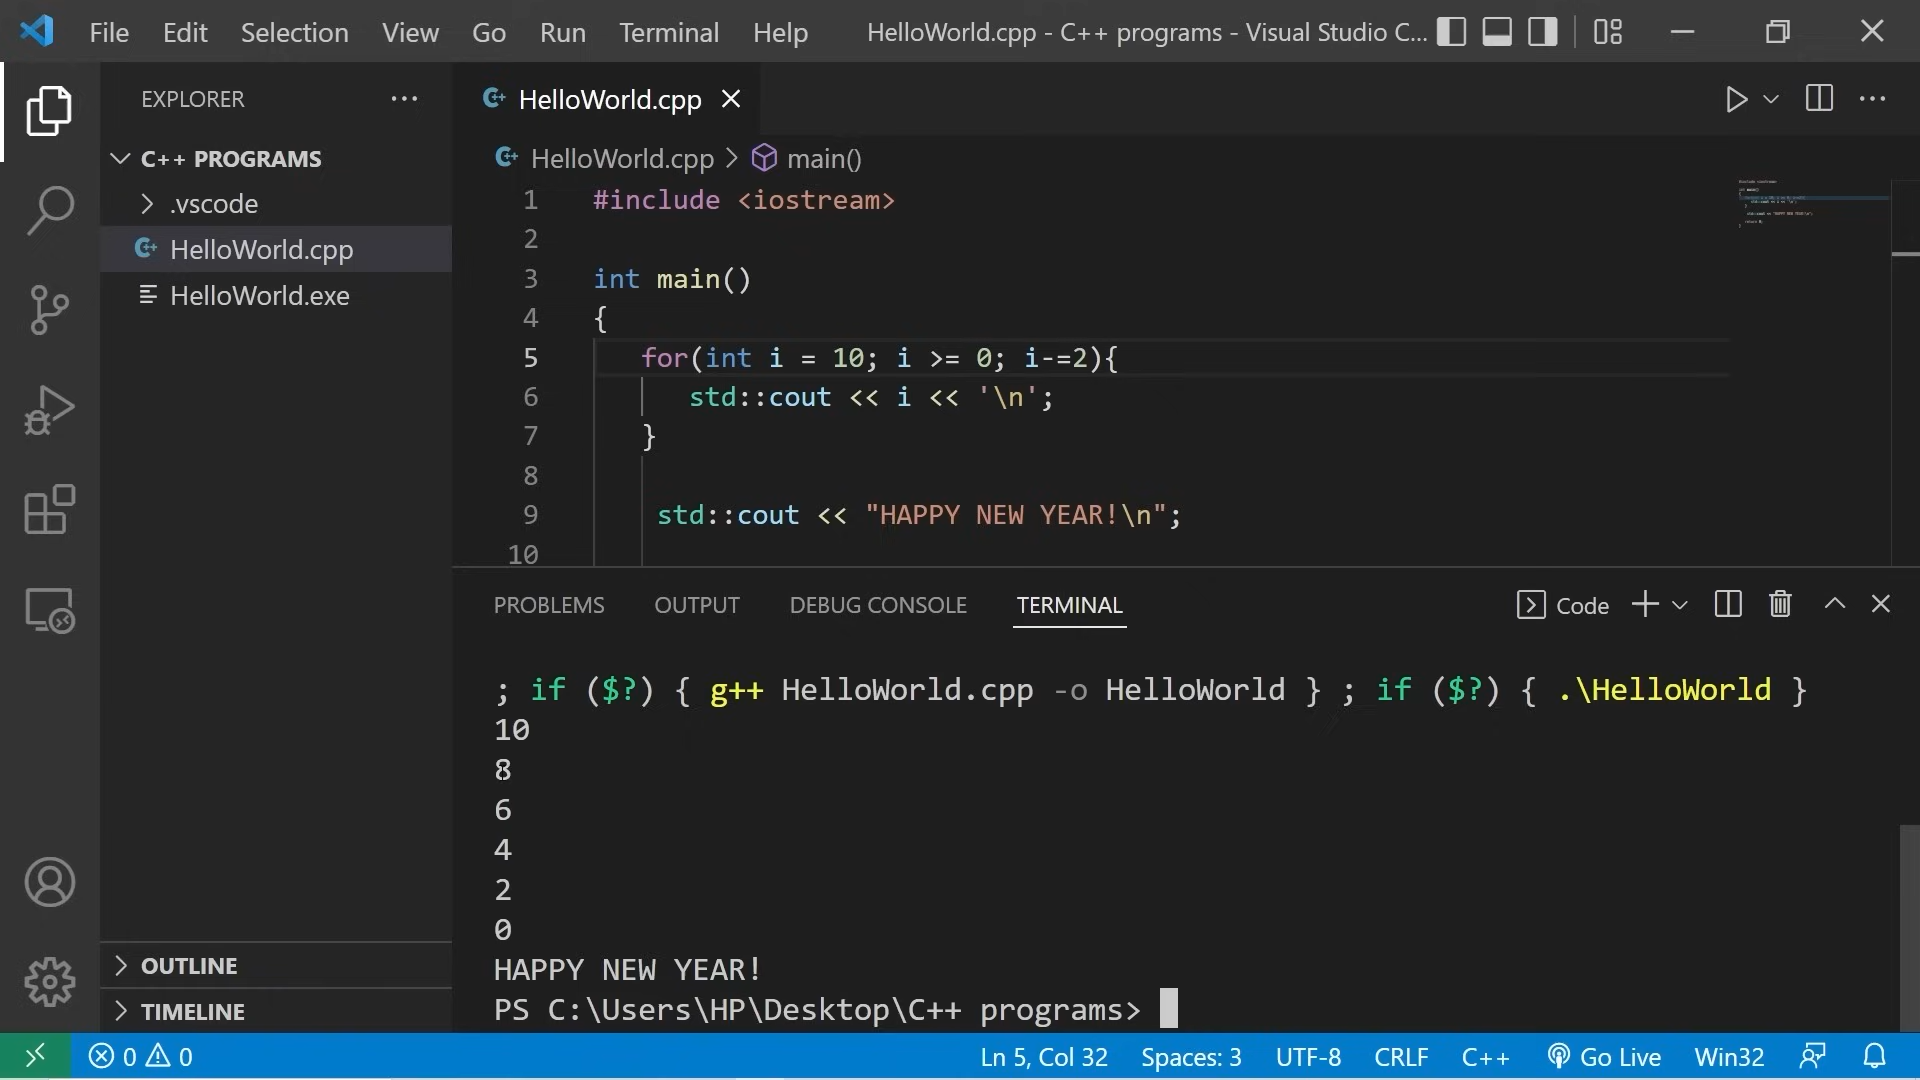 File Edit Selection View Go Run Terminal Help HelloWorld.cpp - C++ programs - Visual Studio C...
EXPLORER
C++ PROGRAMS
.vscode
HelloWorld.cpp
HelloWorld.exe
OUTLINE
TIMELINE
HelloWorld.cpp
HelloWorld.cpp > main()
1 #include <iostream>
2
3 int main()
4 {
5 for(int i = 10; i >= 0; i-=2){
6 std::cout << i << '\n';
7 }
8
9 std::cout << "HAPPY NEW YEAR!\n";
10
PROBLEMS OUTPUT DEBUG CONSOLE TERMINAL Code
; if ($?) { g++ HelloWorld.cpp -o HelloWorld } ; if ($?) { .\HelloWorld }
10
8
6
4
2
0
HAPPY NEW YEAR!
PS C:\Users\HP\Desktop\C++ programs>
0 0 Ln 5, Col 32 Spaces: 3 UTF-8 CRLF C++ Go Live Win32